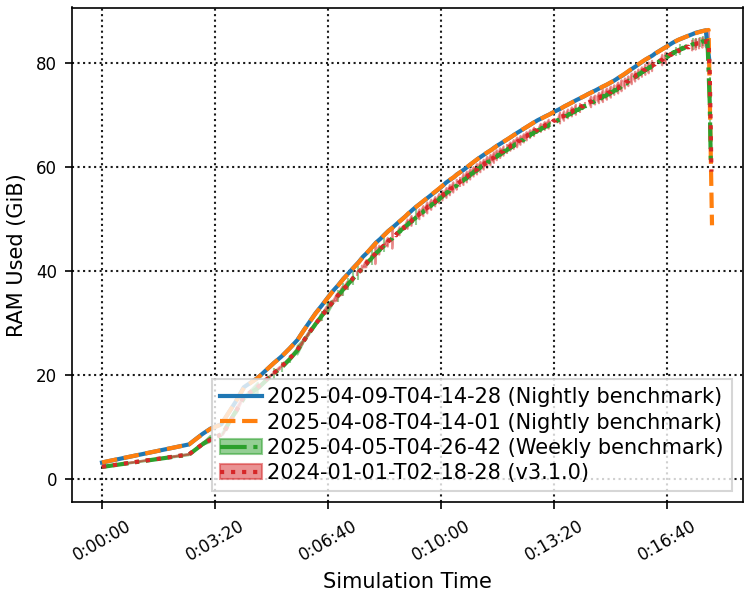 80
60
40
20
0
RAM Used (GiB)
2025-04-09-T04-14-28 (Nightly benchmark)
2025-04-08-T04-14-01 (Nightly benchmark)
2025-04-05-T04-26-42 (Weekly benchmark)
2024-01-01-T02-18-28 (v3.1.0)
0:00:00
0:03:20
0:06:40
0:10:00
0:13:20
0:16:40
Simulation Time